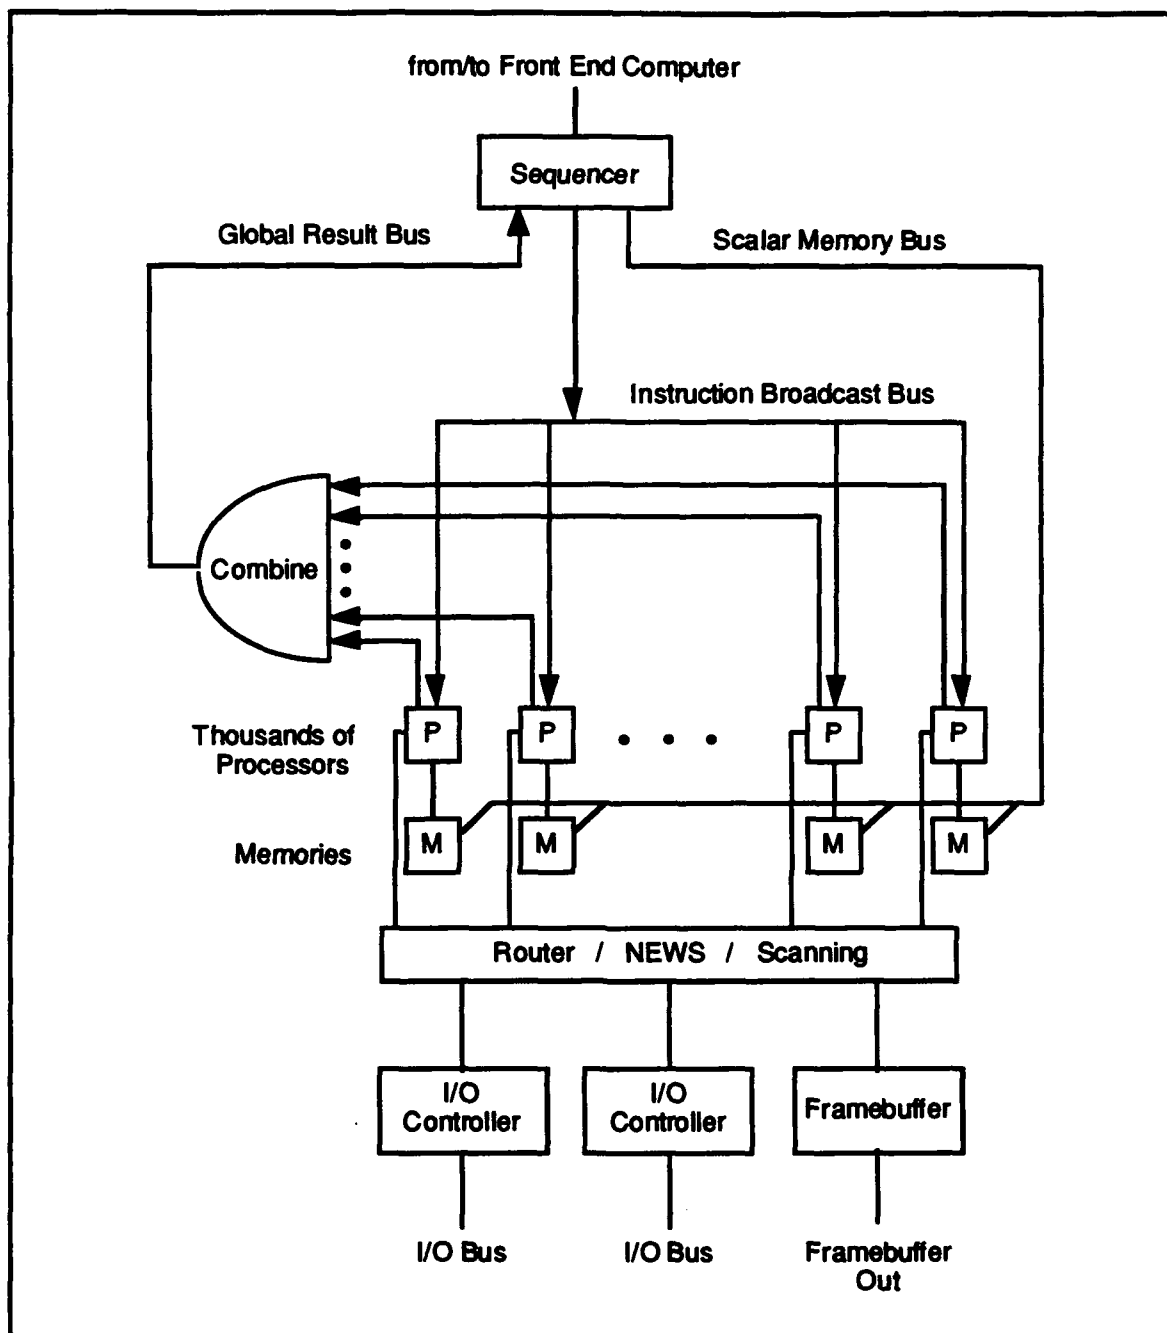 from/to Front End Computer
Sequencer
Global Result Bus
Scalar Memory Bus
Instruction Broadcast Bus
Combine
Thousands of
Processors
P
P
P
P
Memories
M
M
M
M
Router / NEWS / Scanning
I/O
Controller
I/O
Controller
Framebuffer
I/O Bus
I/O Bus
Framebuffer
Out